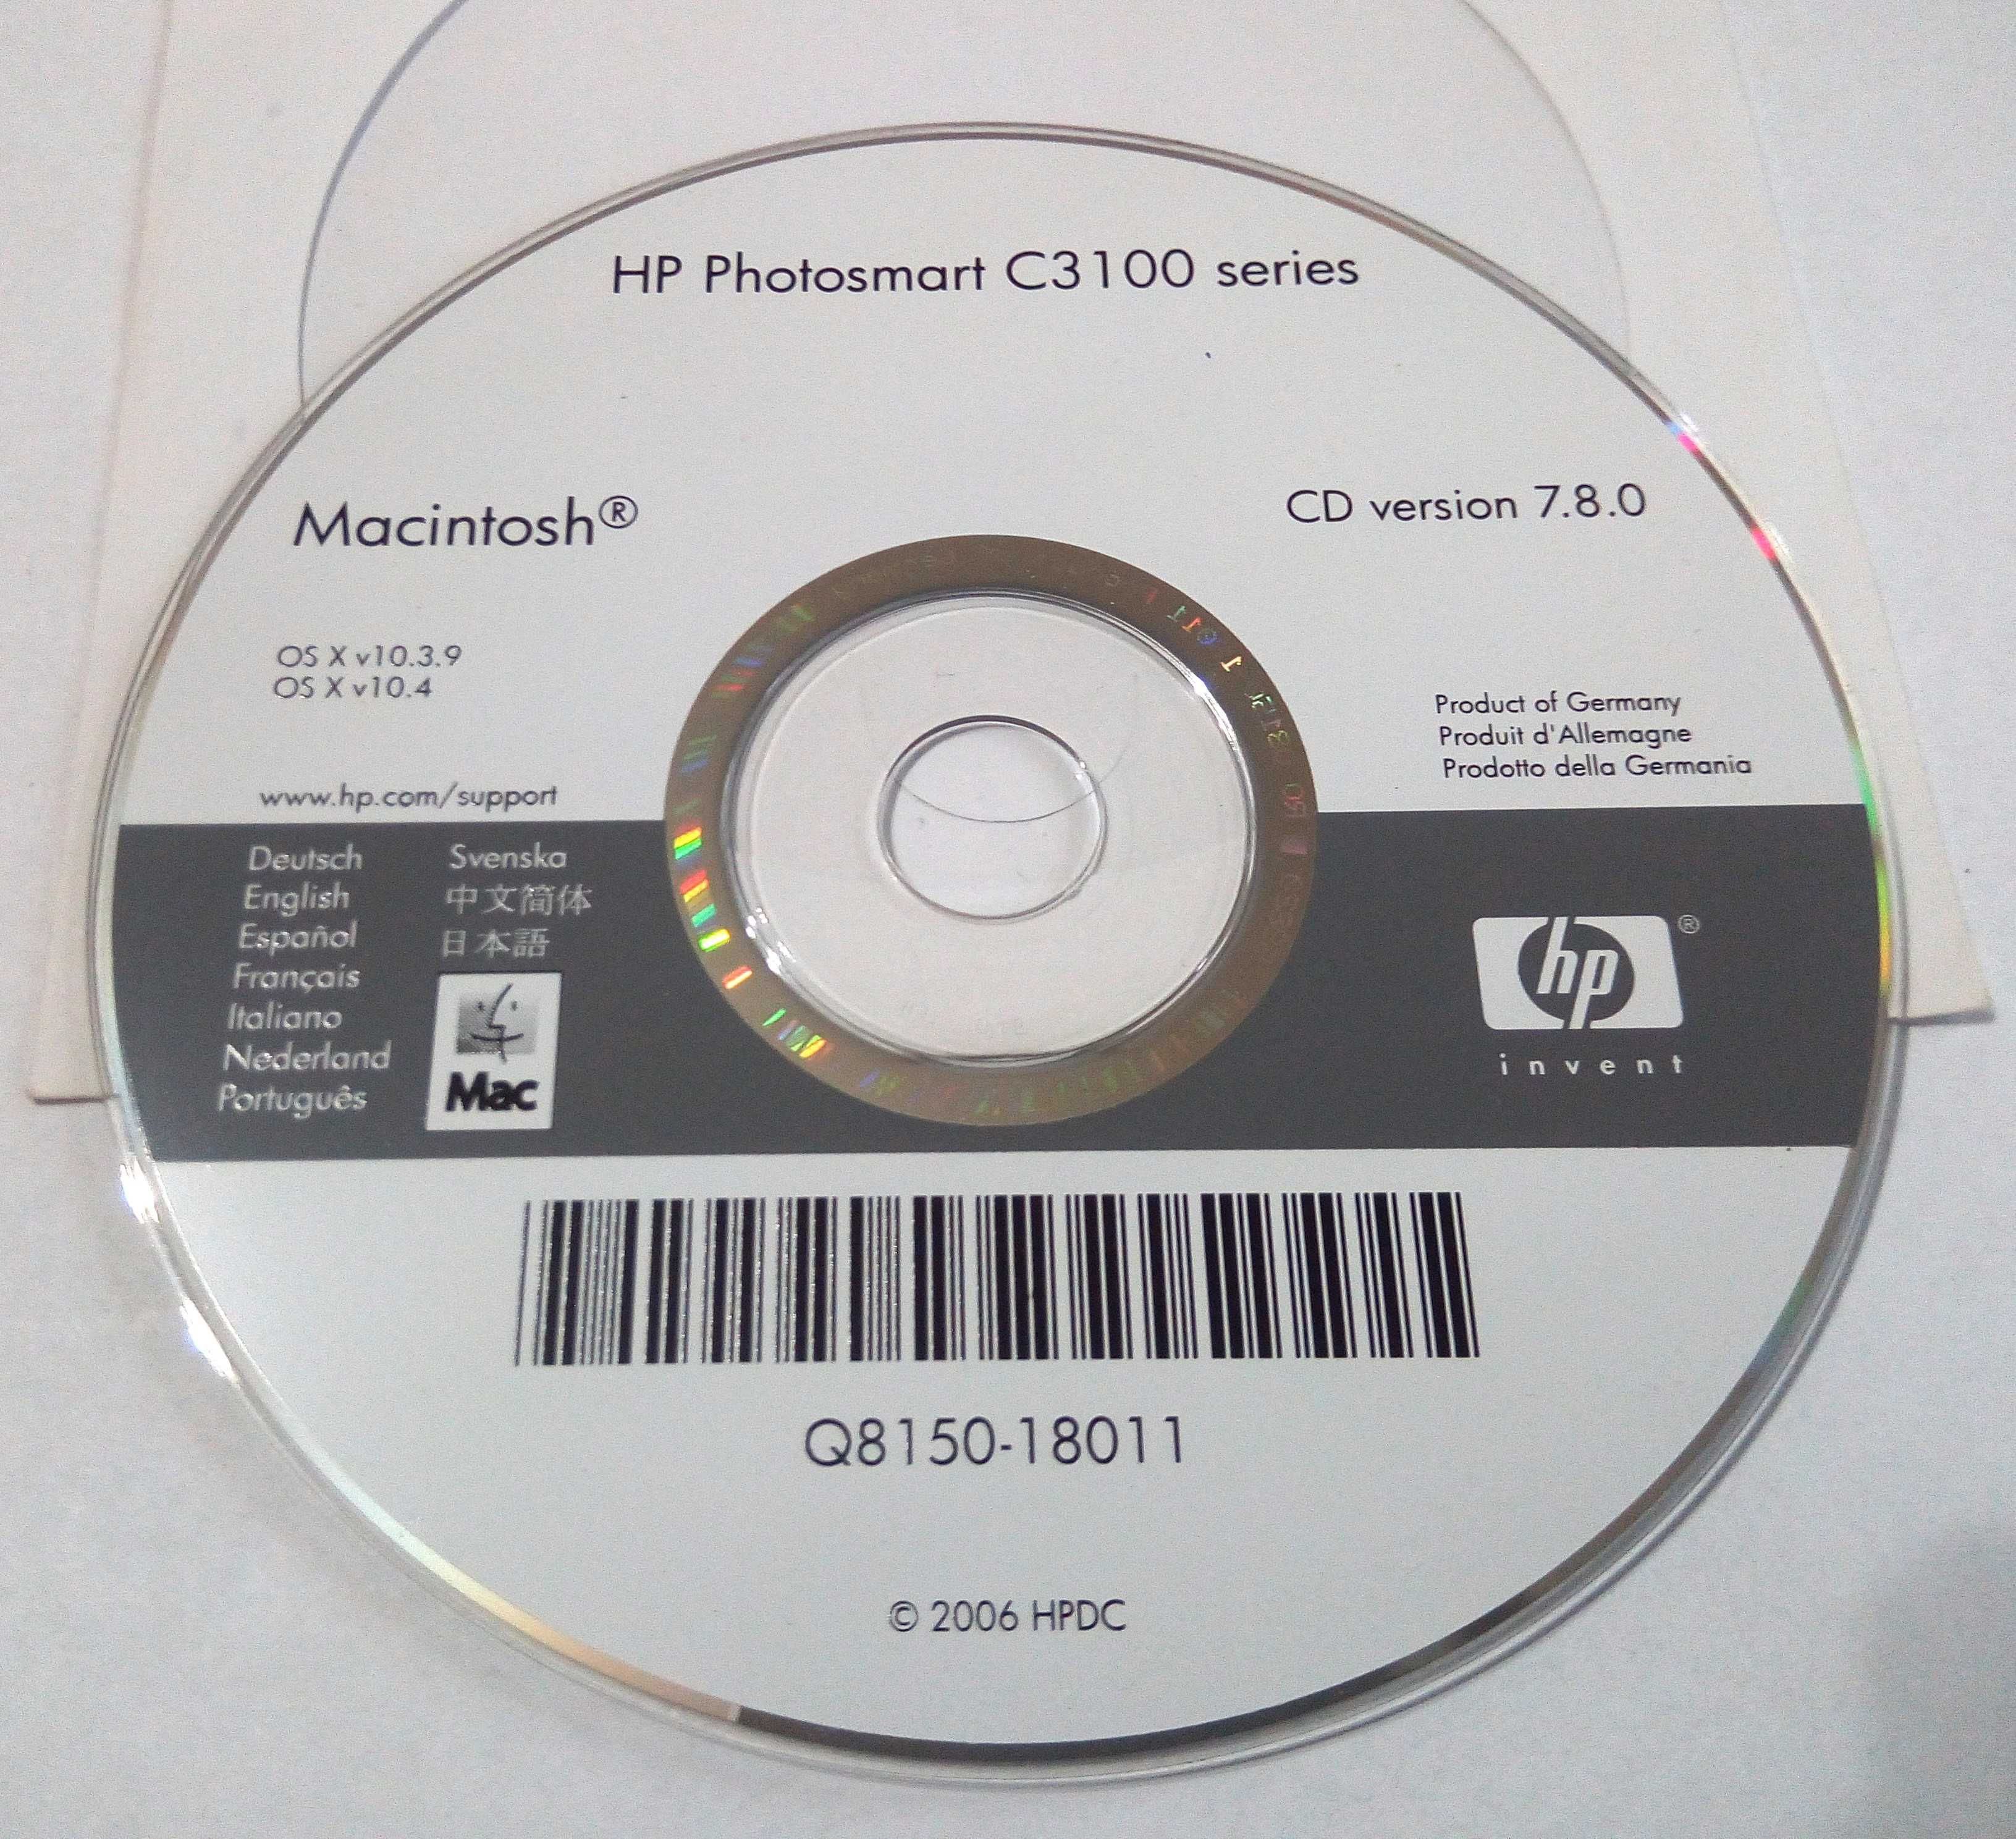 HP Photosmart C3100 series
Macintosh®
CD version 7.8.0
OS X v10.3.9
OS X v10.4
Product of Germany
Produit d'Allemagne
Prodotto della Germania
www.hp.com/support
Deutsch
English
Español
Français
Italiano
Nederland
Português
Svenska
中文简体
日本語
Mac
hp®
invent
Q8150-18011
© 2006 HPDC